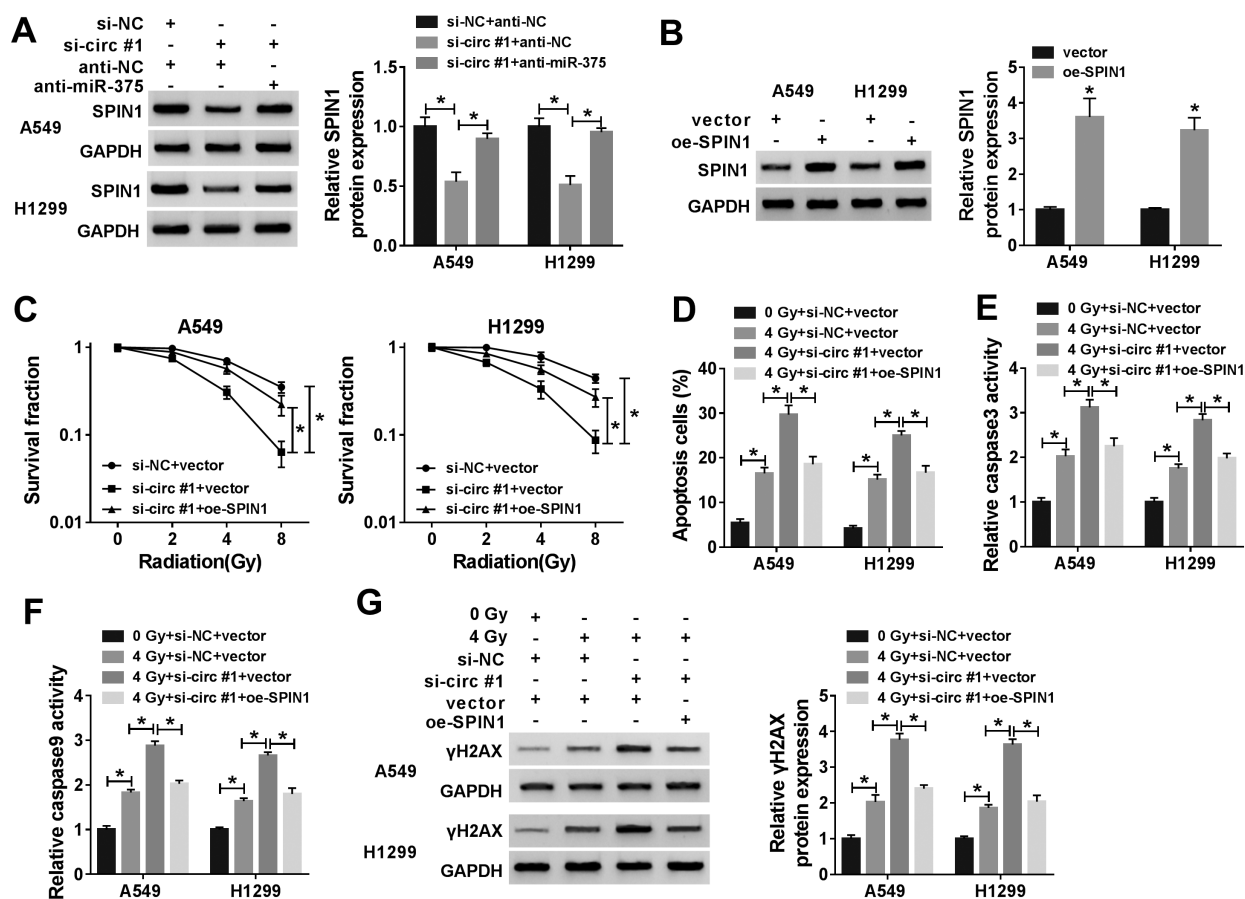 A
si-NC + - -
si-circ #1 - + +
anti-NC + + -
anti-miR-375 - - +
A549
SPIN1
GAPDH
H1299
SPIN1
GAPDH
si-NC+anti-NC
si-circ #1+anti-NC
si-circ #1+anti-miR-375
Relative SPIN1
protein expression
1.5
1.0
0.5
0.0
* * * *
A549 H1299
B
A549 H1299
vector + - + -
oe-SPIN1 - + - +
SPIN1
GAPDH
vector
oe-SPIN1
Relative SPIN1
protein expression
5
4
3
2
1
0
* *
A549 H1299
C
A549
Survival fraction
1
0.1
0.01
si-NC+vector
si-circ #1+vector
si-circ #1+oe-SPIN1
* *
0 2 4 8
Radiation(Gy)
H1299
Survival fraction
1
0.1
0.01
si-NC+vector
si-circ #1+vector
si-circ #1+oe-SPIN1
* *
0 2 4 8
Radiation(Gy)
D
0 Gy+si-NC+vector
4 Gy+si-NC+vector
4 Gy+si-circ #1+vector
4 Gy+si-circ #1+oe-SPIN1
Apoptosis cells (%)
40
30
20
10
0
* * * * * *
A549 H1299
E
0 Gy+si-NC+vector
4 Gy+si-NC+vector
4 Gy+si-circ #1+vector
4 Gy+si-circ #1+oe-SPIN1
Relative caspase3 activity
4
3
2
1
0
* * * * * *
A549 H1299
F
0 Gy+si-NC+vector
4 Gy+si-NC+vector
4 Gy+si-circ #1+vector
4 Gy+si-circ #1+oe-SPIN1
Relative caspase9 activity
4
3
2
1
0
* * * * * *
A549 H1299
G
0 Gy + - - -
4 Gy - + + +
si-NC + + - -
si-circ #1 - - + +
vector + + + -
oe-SPIN1 - - - +
A549
γH2AX
GAPDH
H1299
γH2AX
GAPDH
0 Gy+si-NC+vector
4 Gy+si-NC+vector
4 Gy+si-circ #1+vector
4 Gy+si-circ #1+oe-SPIN1
Relative γH2AX
protein expression
5
4
3
2
1
0
* * * * * *
A549 H1299